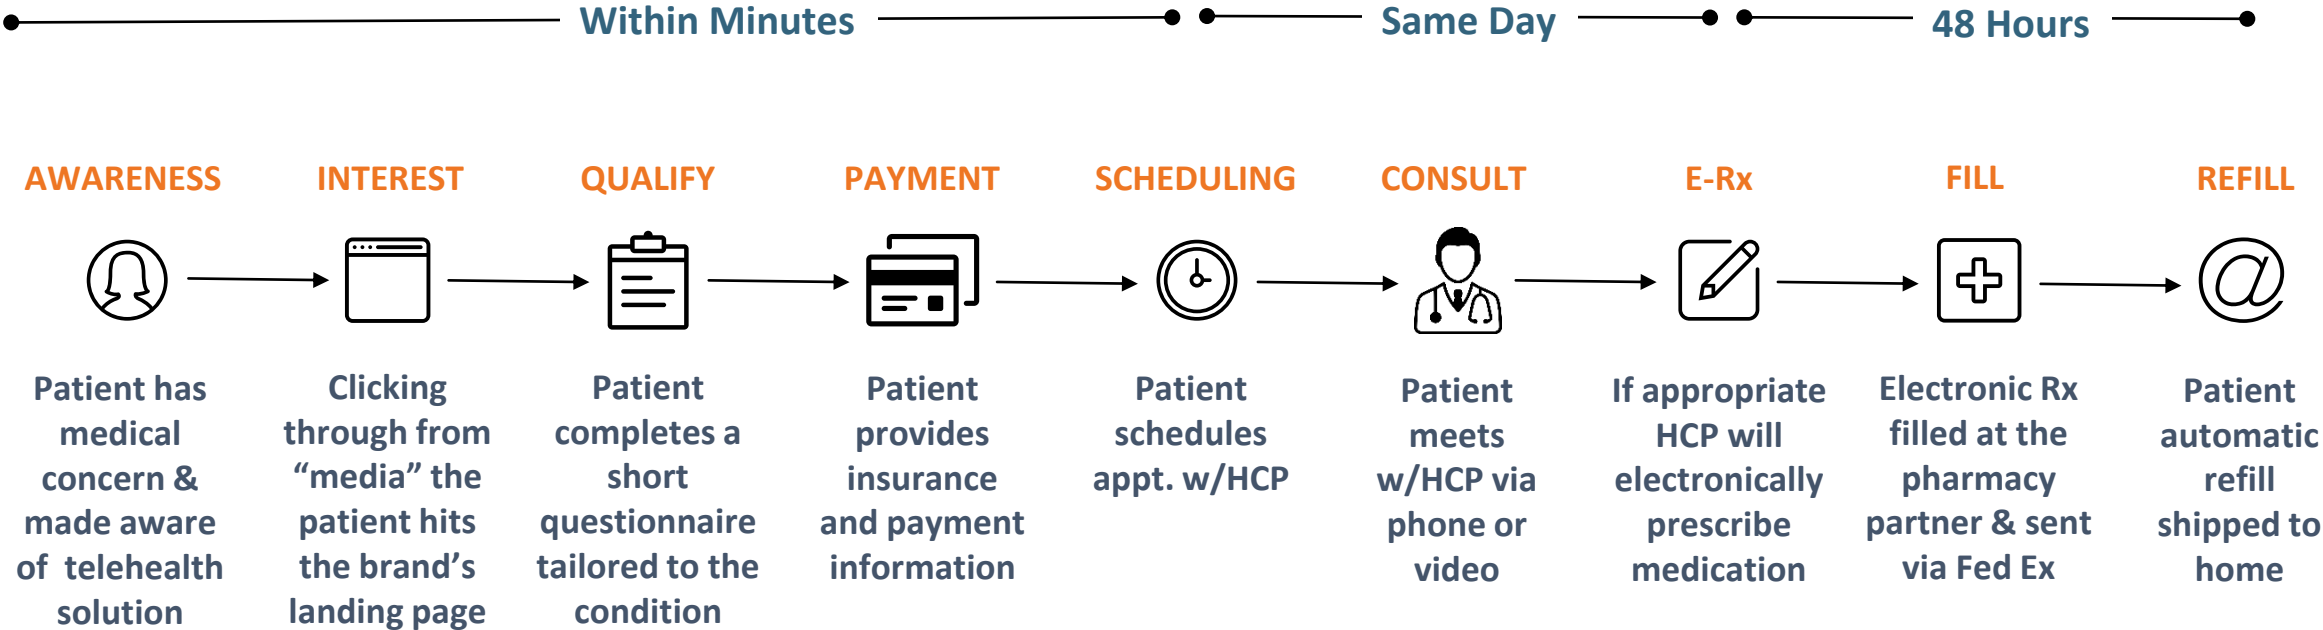 Within Minutes
Same Day
48 Hours
AWARENESS
Patient has
medical
concern &
made aware
of telehealth
solution
INTEREST
Clicking
through from
“media” the
patient hits
the brand’s
landing page
QUALIFY
Patient
completes a
short
questionnaire
tailored to the
condition
PAYMENT
Patient
provides
insurance
and payment
information
SCHEDULING
Patient
schedules
appt. w/HCP
CONSULT
Patient
meets
w/HCP via
phone or
video
E-Rx
If appropriate
HCP will
electronically
prescribe
medication
FILL
Electronic Rx
filled at the
pharmacy
partner & sent
via Fed Ex
REFILL
@
Patient
automatic
refill
shipped to
home